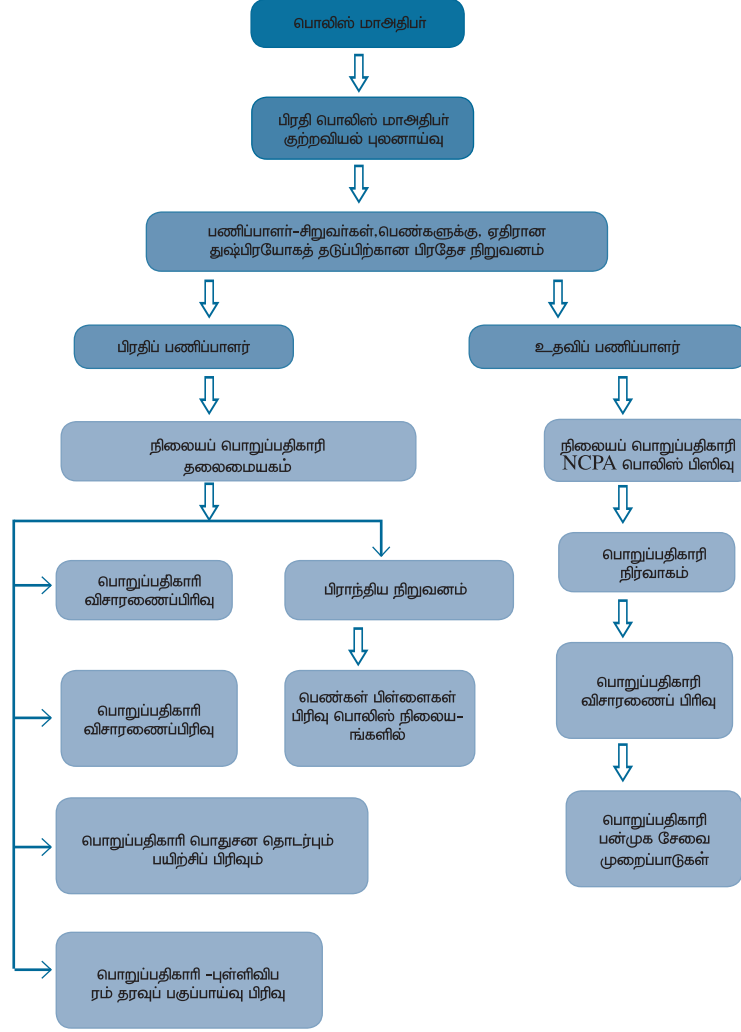 பொலிஸ் மாஅதிபர்
பிரதி பொலிஸ் மாஅதிபர்
குற்றவியல் புலனாய்வு
பணிப்பாளர்-சிறுவர்கள்,பெண்களுக்கு, ஏதிரான
துஷ்பிரயோகத் தடுப்பிற்கான பிரதேச நிறுவனம்
பிரதிப் பணிப்பாளர்
உதவிப் பணிப்பாளர்
நிலையப் பொறுப்பதிகாரி
தலைமையகம்
நிலையப் பொறுப்பதிகாரி
NCPA பொலிஸ் பிஸிவு
பொறுப்பதிகாரி
விசாரணைப்பிரிவு
பிராந்திய நிறுவனம்
பொறுப்பதிகாரி
நிர்வாகம்
பொறுப்பதிகாரி
விசாரணைப்பிரிவு
பெண்கள் பிள்ளைகள்
பிரிவு பொலிஸ் நிலைய-
ங்களில்
பொறுப்பதிகாரி
விசாரணைப் பிரிவு
பொறுப்பதிகாரி பொதுசன தொடர்பும்
பயிற்சிப் பிரிவும்
பொறுப்பதிகாரி
பன்முக சேவை
முறைப்பாடுகள்
பொறுப்பதிகாரி -புள்ளிவிப
ரம் தரவுப் பகுப்பாய்வு பிரிவு